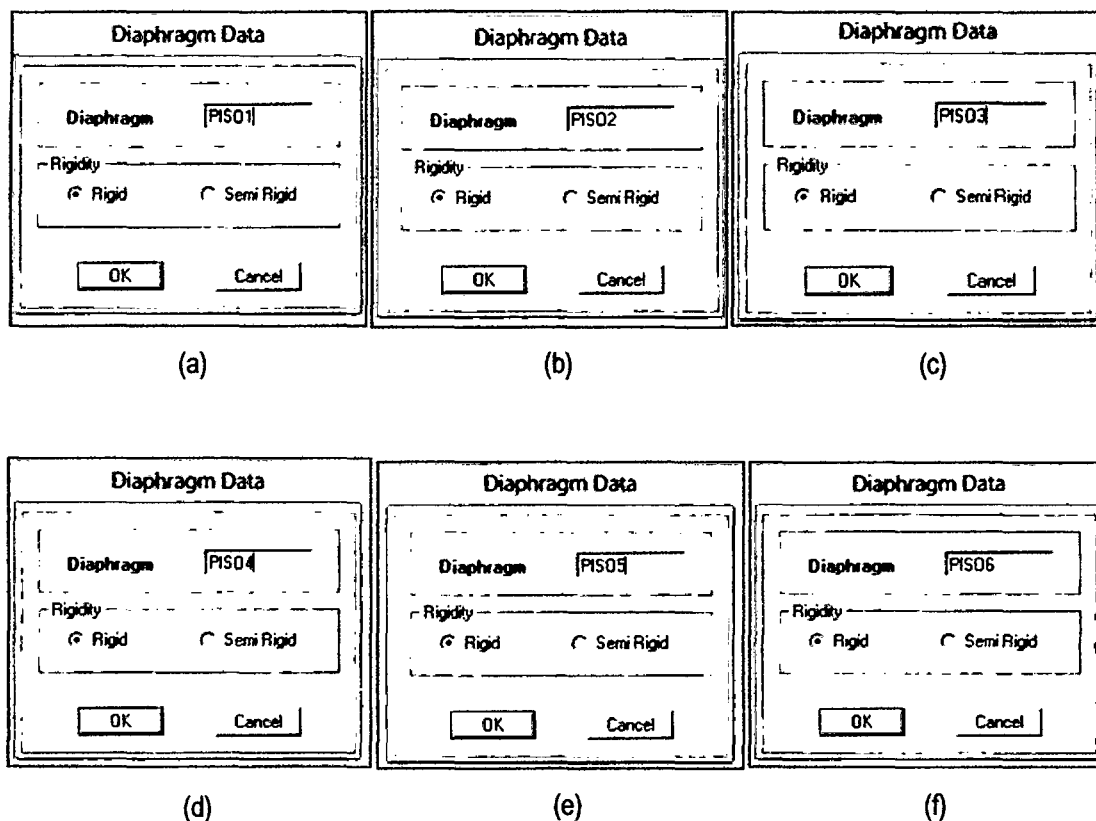 Diaphragm Data
Diaphragm PISO1
Rigidity
Rigid Semi Rigid
OK Cancel
(a)
Diaphragm Data
Diaphragm PISO2
Rigidity
Rigid Semi Rigid
OK Cancel
(b)
Diaphragm Data
Diaphragm PISO3
Rigidity
Rigid Semi Rigid
OK Cancel
(c)
Diaphragm Data
Diaphragm PISO4
Rigidity
Rigid Semi Rigid
OK Cancel
(d)
Diaphragm Data
Diaphragm PISO5
Rigidity
Rigid Semi Rigid
OK Cancel
(e)
Diaphragm Data
Diaphragm PISO6
Rigidity
Rigid Semi Rigid
OK Cancel
(f)